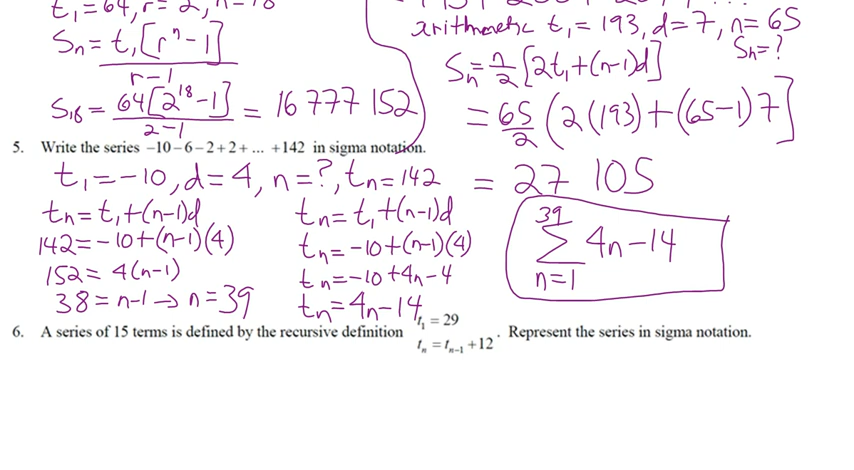 t₁ = 64, r = 2, n = 18
Sₙ = t₁[rⁿ - 1]
r - 1
S₁₈ = 64[2¹⁸ - 1] = 16 777 152
2 - 1
arithmetic t₁ = 193, d = 7, n = 65
Sₙ = ?
Sₙ = n/2 [2t₁ + (n-1)d]
= 65/2 (2(193) + (65-1)7]
= 27 105
5. Write the series −10 − 6 − 2 + 2 + ... +142 in sigma notation.
t₁ = -10, d = 4, n = ?, tₙ = 142
tₙ = t₁ + (n-1)d
142 = -10 + (n-1)(4)
152 = 4(n-1)
38 = n-1 → n = 39
tₙ = t₁ + (n-1)d
tₙ = -10 + (n-1)(4)
tₙ = -10 + 4n - 4
tₙ = 4n - 14
39
Σ 4n - 14
n=1
6. A series of 15 terms is defined by the recursive definition t₁ = 29
tₙ = tₙ₋₁ + 12 . Represent the series in sigma notation.